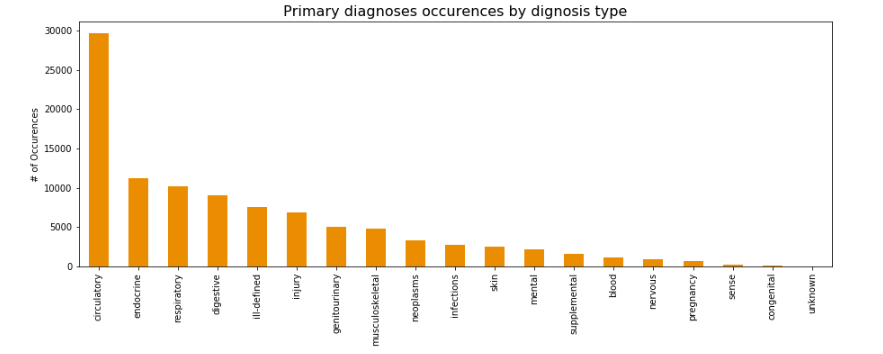 Primary diagnoses occurences by dignosis type
# of Occurences
30000
25000
20000
15000
10000
5000
0
circulatory
endocrine
respiratory
digestive
ill-defined
injury
genitourinary
musculoskeletal
neoplasms
infections
skin
mental
supplemental
blood
nervous
pregnancy
sense
congenital
unknown